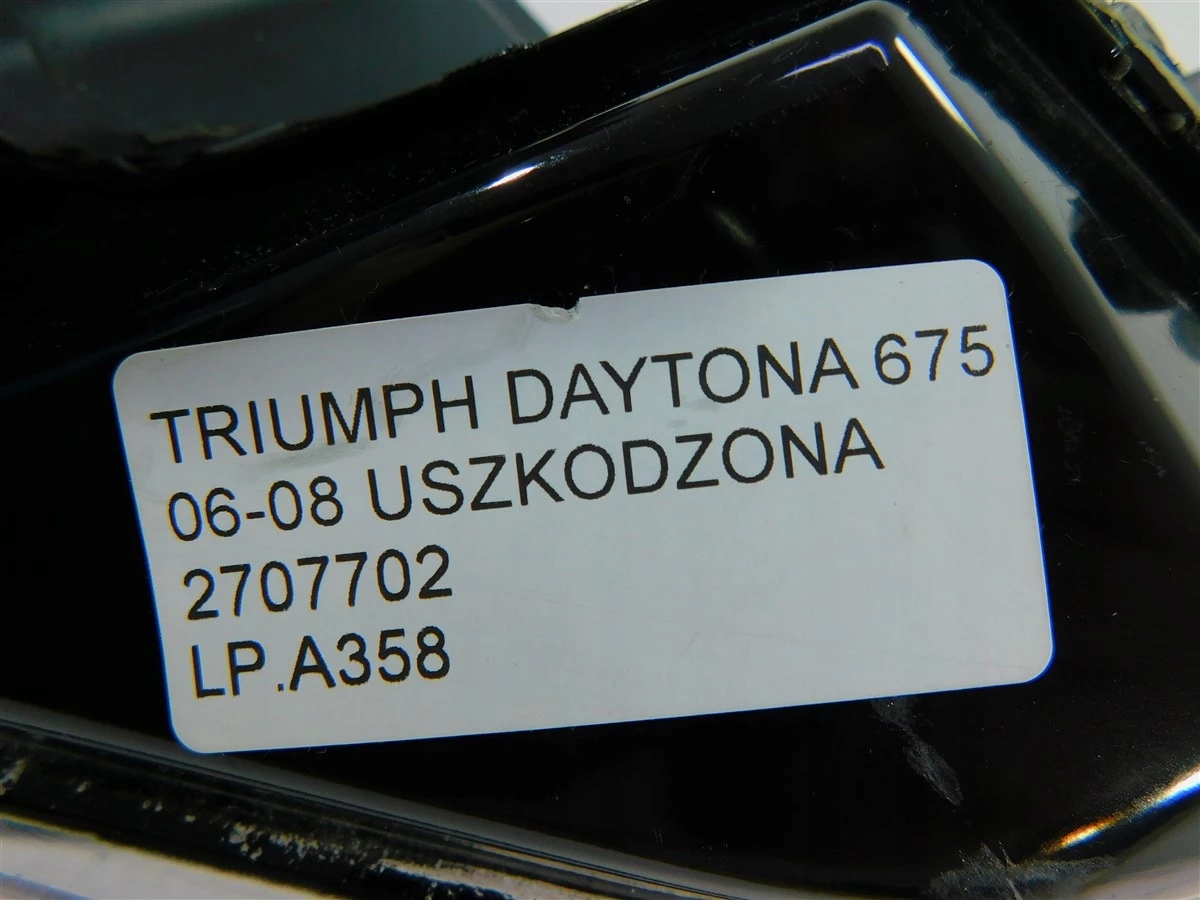 TRIUMPH DAYTONA 675
06-08 USZKODZONA
2707702
LP.A358